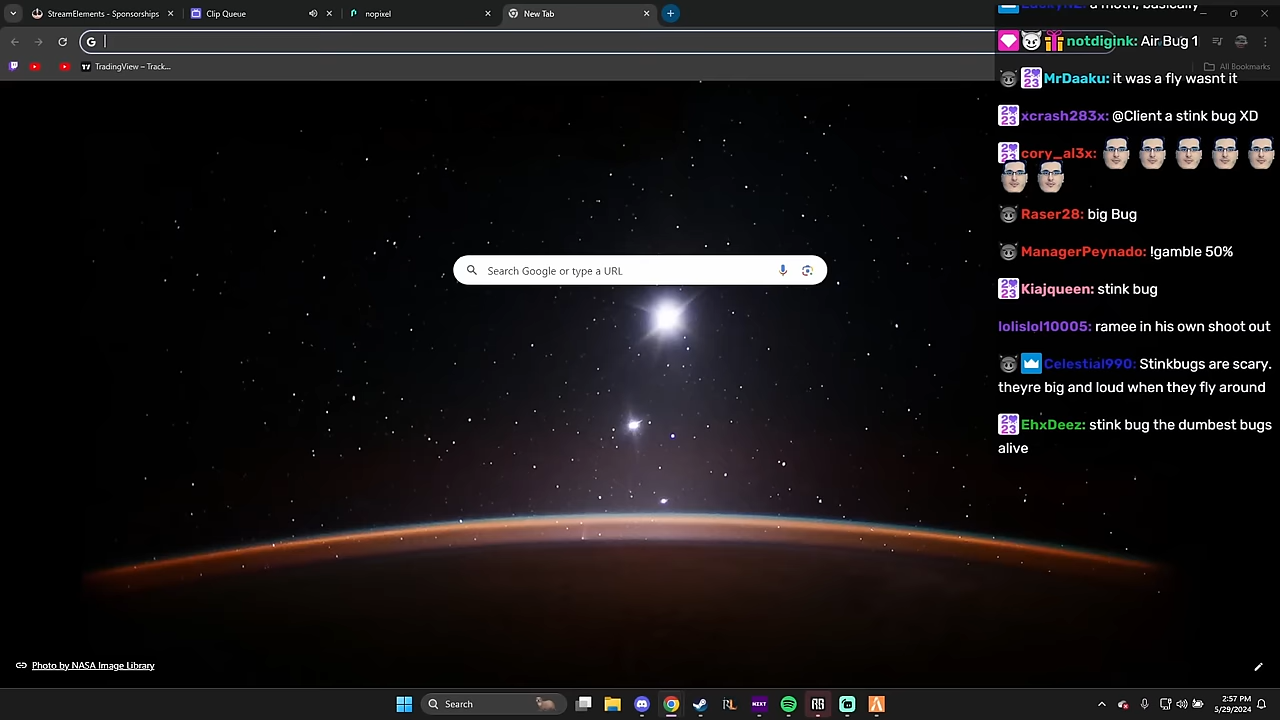 StreamElements - Sponsorships
Clip Queue
nopixel
New Tab
G
TradingView – Track...
All Bookmarks
a moth, basically
notdigink: Air Bug 1
MrDaaku: it was a fly wasnt it
xcrash283x: @Client a stink bug XD
cory_al3x:
Raser28: big Bug
ManagerPeynado: !gamble 50%
Kiajqueen: stink bug
lolislol10005: ramee in his own shoot out
Celestial990: Stinkbugs are scary.
theyre big and loud when they fly around
EhxDeez: stink bug the dumbest bugs
alive
Search Google or type a URL
Photo by NASA Image Library
Search
2:57 PM
5/29/2024